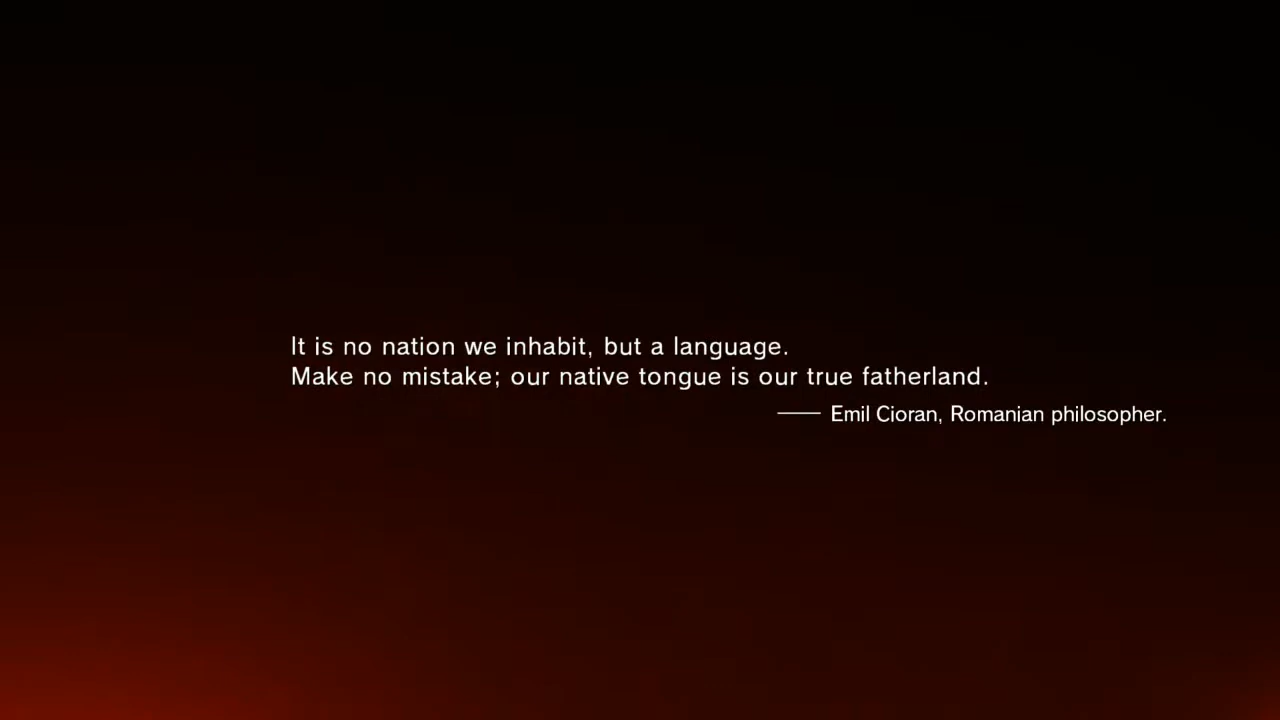 It is no nation we inhabit, but a language.
Make no mistake; our native tongue is our true fatherland.
—— Emil Cioran, Romanian philosopher.